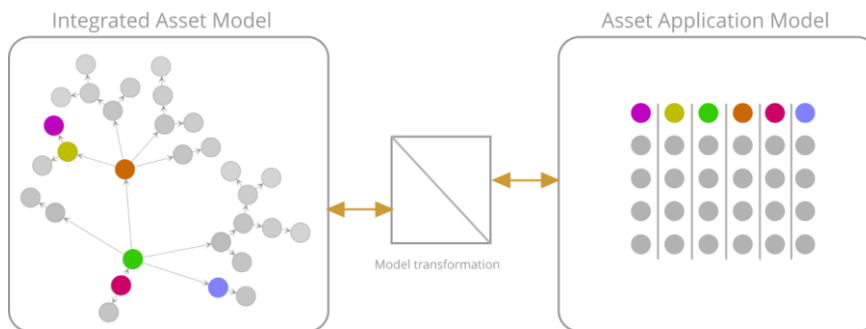 Integrated Asset Model
Asset Application Model
Model transformation